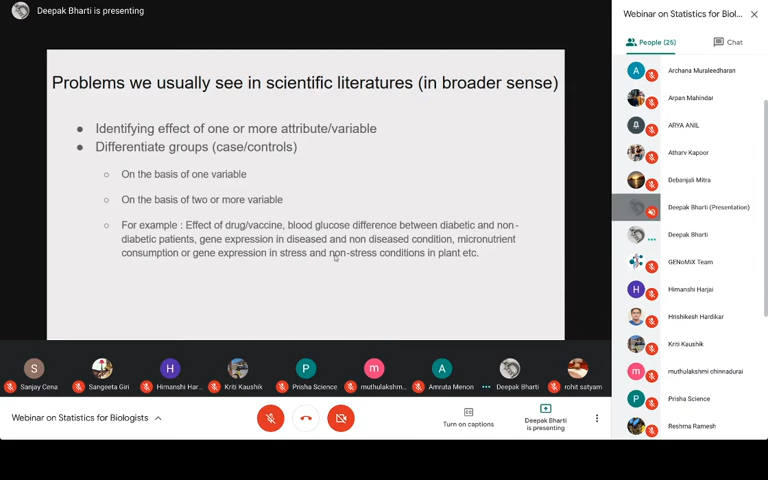 Deepak Bharti is presenting
Problems we usually see in scientific literatures (in broader sense)
● Identifying effect of one or more attribute/variable
● Differentiate groups (case/controls)
○ On the basis of one variable
○ On the basis of two or more variable
○ For example : Effect of drug/vaccine, blood glucose difference between diabetic and non-
diabetic patients, gene expression in diseased and non diseased condition, micronutrient
consumption or gene expression in stress and non-stress conditions in plant etc.
S
H
P
m
A
Sanjay Cena
Sangeeta Giri
Himanshi Har...
Kriti Kaushik
Prisha Science
muthulakshm...
Amruta Menon
Deepak Bharti
rohit satyam
Webinar on Statistics for Biologists
Turn on captions
Deepak Bharti
is presenting
Webinar on Statistics for Biol...
People (25)
Chat
A
Archana Muraleedharan
Arpan Mahindar
ARYA ANIL
Atharv Kapoor
Debanjali Mitra
Deepak Bharti (Presentation)
Deepak Bharti
GENoMiX Team
H
Himanshi Harjai
Hrishikesh Hardikar
Kriti Kaushik
m
muthulakshmi chinnadurai
P
Prisha Science
Reshma Ramesh